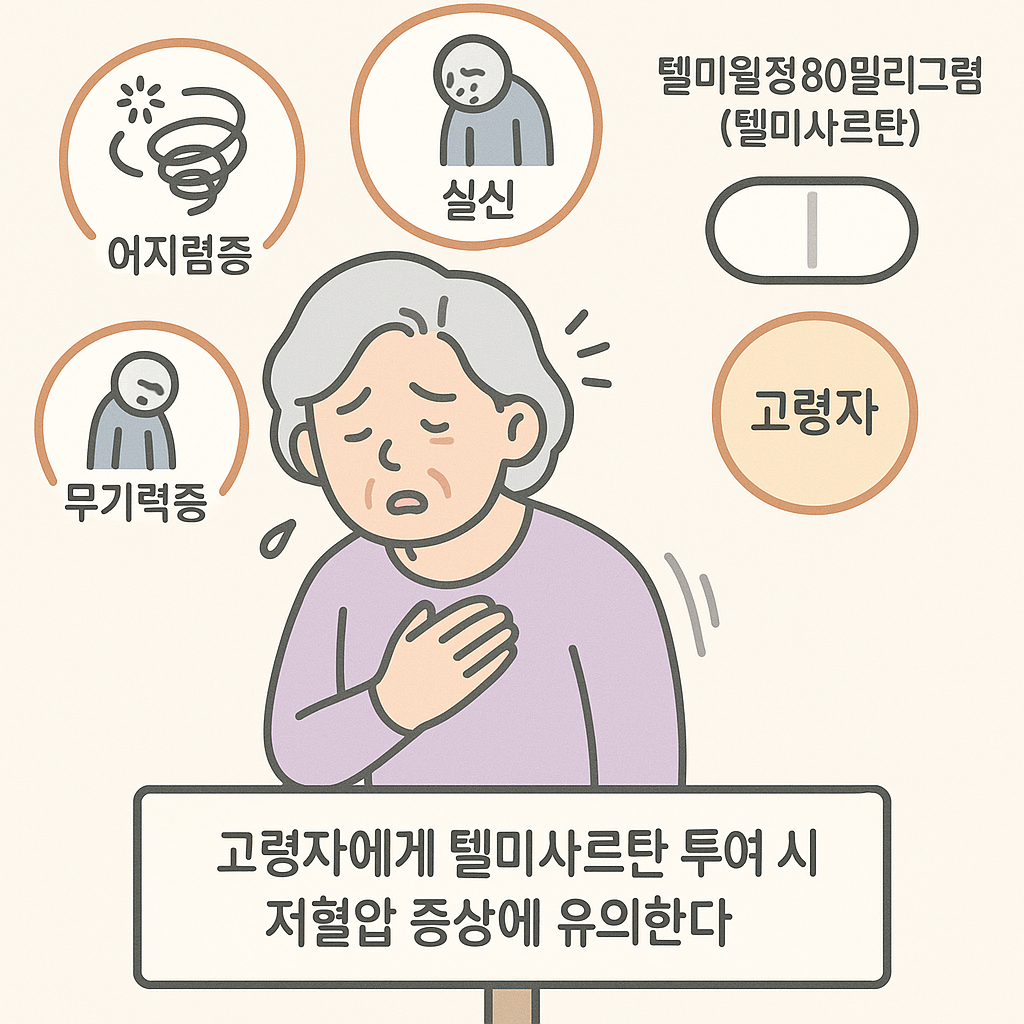 어지럼증
실신
텔미윌정80밀리그렴
(텔미사르탄)
무기력증
고령자
고령자에게 텔미사르탄 투여 시
저혈압 증상에 유의한다